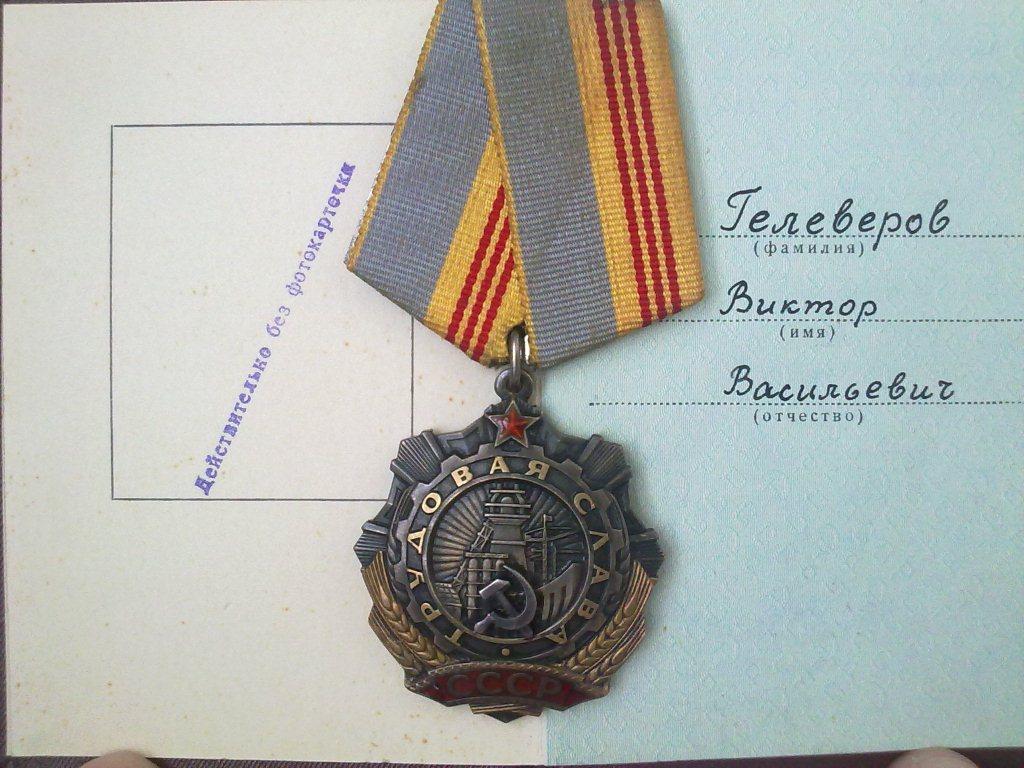 Действительно без фотокарточки
Гелеверов
(фамилия)
Виктор
(имя)
Васильевич
(отчество)
ТРУДОВАЯ СЛАВА
СССР